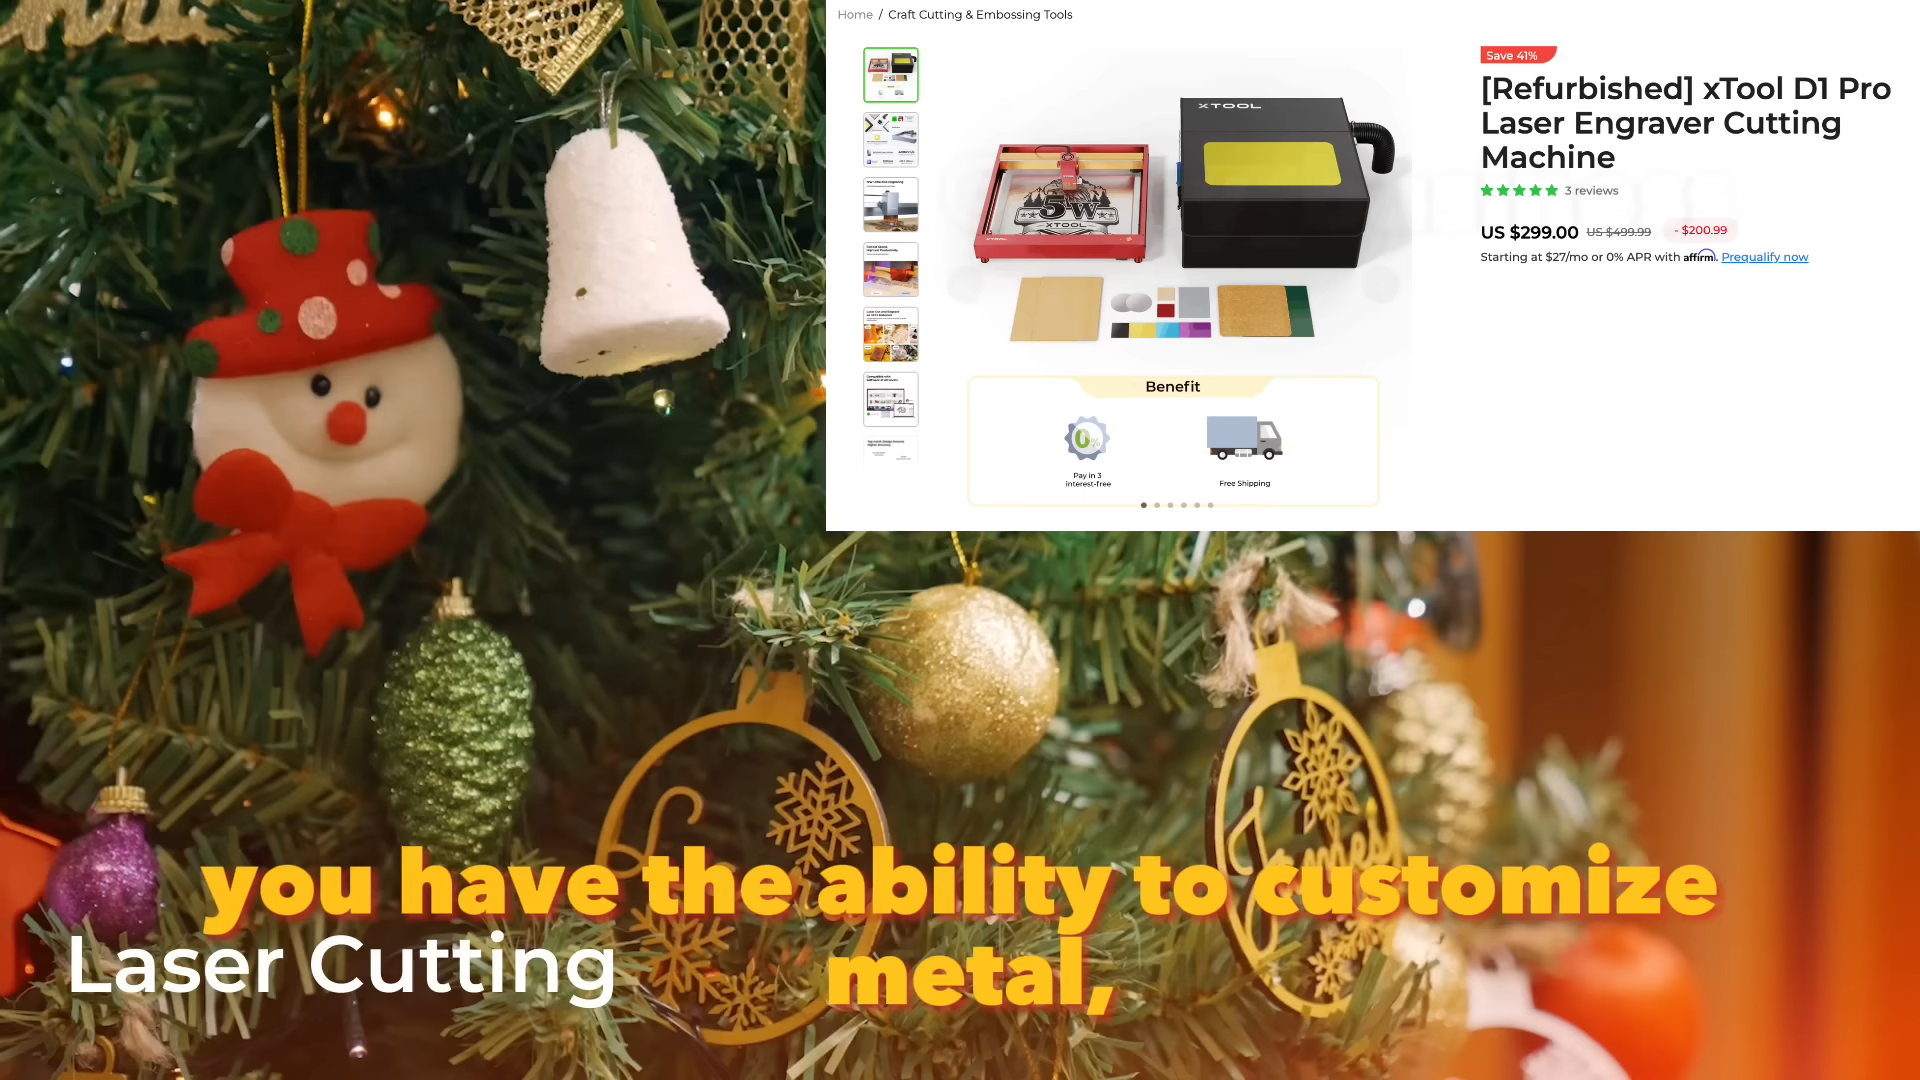 Home / Craft Cutting & Embossing Tools
Save 41%
[Refurbished] xTool D1 Pro
Laser Engraver Cutting
Machine
3 reviews
US $299.00 US $499.99 - $200.99
Starting at $27/mo or 0% APR with affirm. Prequalify now
XTOOL
5W
XTOOL
Benefit
0%
Pay in 3
interest-free
Free Shipping
you have the ability to customize
metal,
Laser Cutting